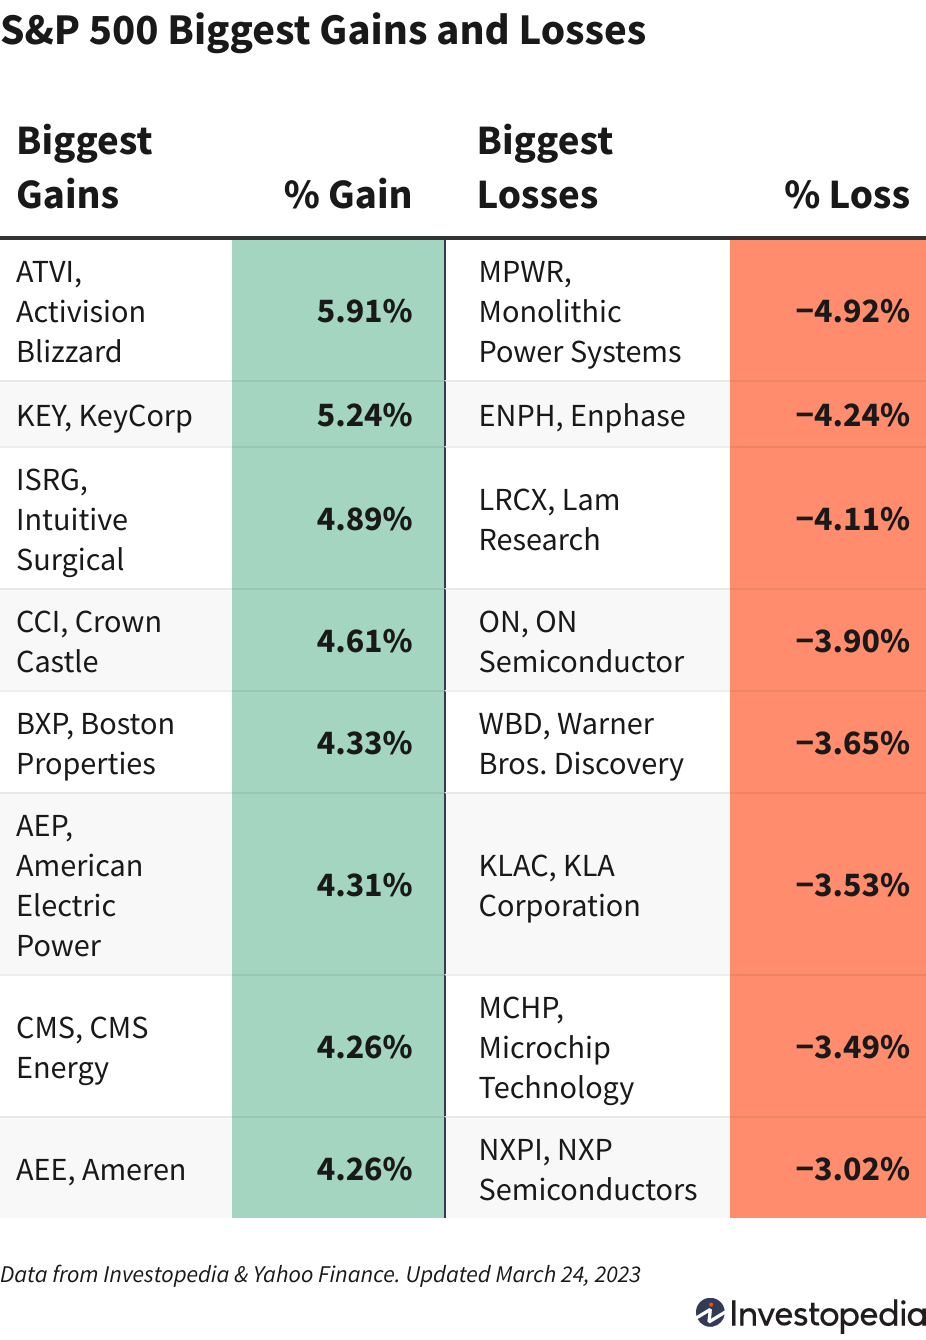 S&P 500 Biggest Gains and Losses
Biggest
Gains
% Gain
Biggest
Losses
% Loss
ATVI,
Activision
Blizzard
5.91%
MPWR,
Monolithic
Power Systems
−4.92%
KEY, KeyCorp
5.24%
ENPH, Enphase
−4.24%
ISRG,
Intuitive
Surgical
4.89%
LRCX, Lam
Research
−4.11%
CCI, Crown
Castle
4.61%
ON, ON
Semiconductor
−3.90%
BXP, Boston
Properties
4.33%
WBD, Warner
Bros. Discovery
−3.65%
AEP,
American
Electric
Power
4.31%
KLAC, KLA
Corporation
−3.53%
CMS, CMS
Energy
4.26%
MCHP,
Microchip
Technology
−3.49%
AEE, Ameren
4.26%
NXPI, NXP
Semiconductors
−3.02%
Data from Investopedia & Yahoo Finance. Updated March 24, 2023
Investopedia